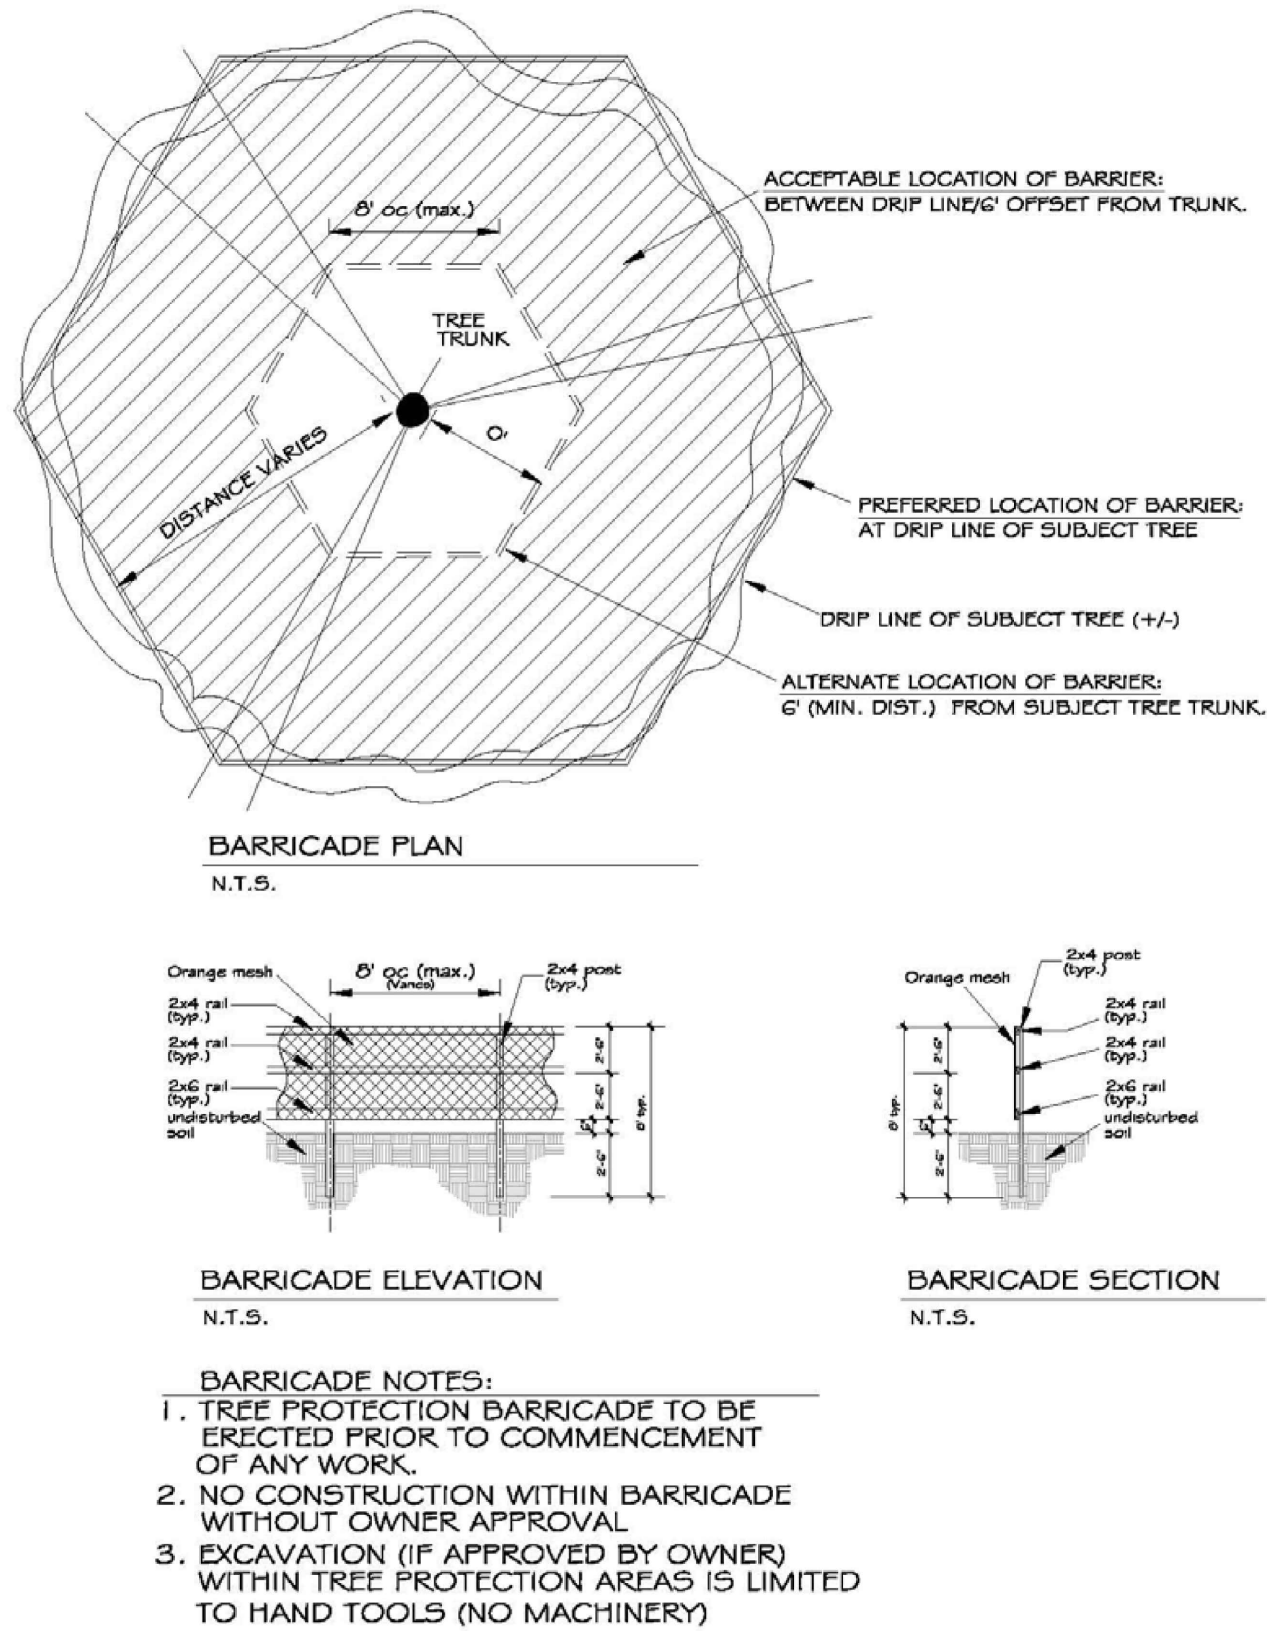 ACCEPTABLE LOCATION OF BARRIER:
BETWEEN DRIP LINE/6' OFFSET FROM TRUNK.
8' oc (max.)
TREE
TRUNK
0'
DISTANCE VARIES
PREFERRED LOCATION OF BARRIER:
AT DRIP LINE OF SUBJECT TREE
DRIP LINE OF SUBJECT TREE (+/-)
ALTERNATE LOCATION OF BARRIER:
6' (MIN. DIST.) FROM SUBJECT TREE TRUNK.
BARRICADE PLAN
N.T.S.
Orange mesh
8' oc (max.)
(Varies)
2x4 post
(typ.)
2x4 rail
(typ.)
2x4 rail
(typ.)
2x6 rail
(typ.)
undisturbed
soil
2'-6"
2'-6"
6"
2'-6"
8' typ.
BARRICADE ELEVATION
N.T.S.
2x4 post
(typ.)
Orange mesh
2x4 rail
(typ.)
2x4 rail
(typ.)
2x6 rail
(typ.)
undisturbed
soil
2'-6"
2'-6"
6"
2'-6"
8' typ.
BARRICADE SECTION
N.T.S.
BARRICADE NOTES:
1. TREE PROTECTION BARRICADE TO BE
ERECTED PRIOR TO COMMENCEMENT
OF ANY WORK.
2. NO CONSTRUCTION WITHIN BARRICADE
WITHOUT OWNER APPROVAL
3. EXCAVATION (IF APPROVED BY OWNER)
WITHIN TREE PROTECTION AREAS IS LIMITED
TO HAND TOOLS (NO MACHINERY)